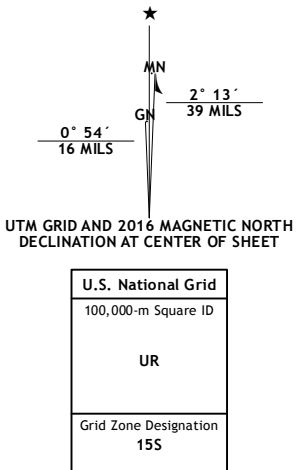 MN
GN
2° 13´
39 MILS
0° 54´
16 MILS
UTM GRID AND 2016 MAGNETIC NORTH
DECLINATION AT CENTER OF SHEET
U.S. National Grid
100,000-m Square ID
UR
Grid Zone Designation
15S